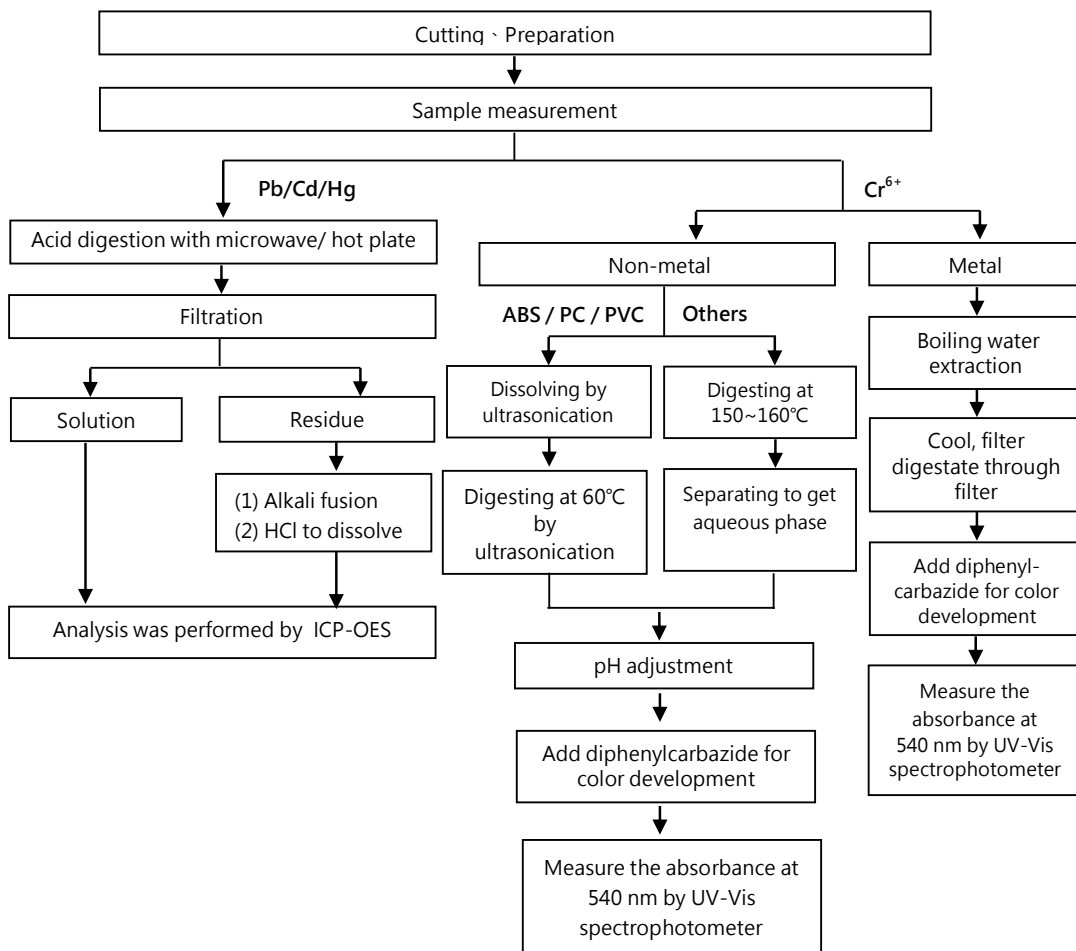 Cutting、Preparation
Sample measurement
Pb/Cd/Hg
Cr6+
Acid digestion with microwave/ hot plate
Non-metal
Metal
Filtration
ABS / PC / PVC
Others
Boiling water
extraction
Solution
Residue
Dissolving by
ultrasonication
Digesting at
150~160℃
Cool, filter
digestate through
filter
(1) Alkali fusion
(2) HCl to dissolve
Digesting at 60℃
by
ultrasonication
Separating to get
aqueous phase
Add diphenyl-
carbazide for color
development
Analysis was performed by ICP-OES
pH adjustment
Measure the
absorbance at
540 nm by UV-Vis
spectrophotometer
Add diphenylcarbazide for
color development
Measure the absorbance at
540 nm by UV-Vis
spectrophotometer